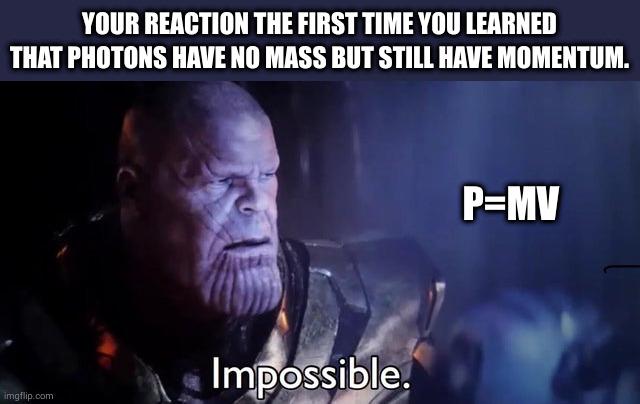 YOUR REACTION THE FIRST TIME YOU LEARNED
THAT PHOTONS HAVE NO MASS BUT STILL HAVE MOMENTUM.
P=MV
Impossible.
imgflip.com